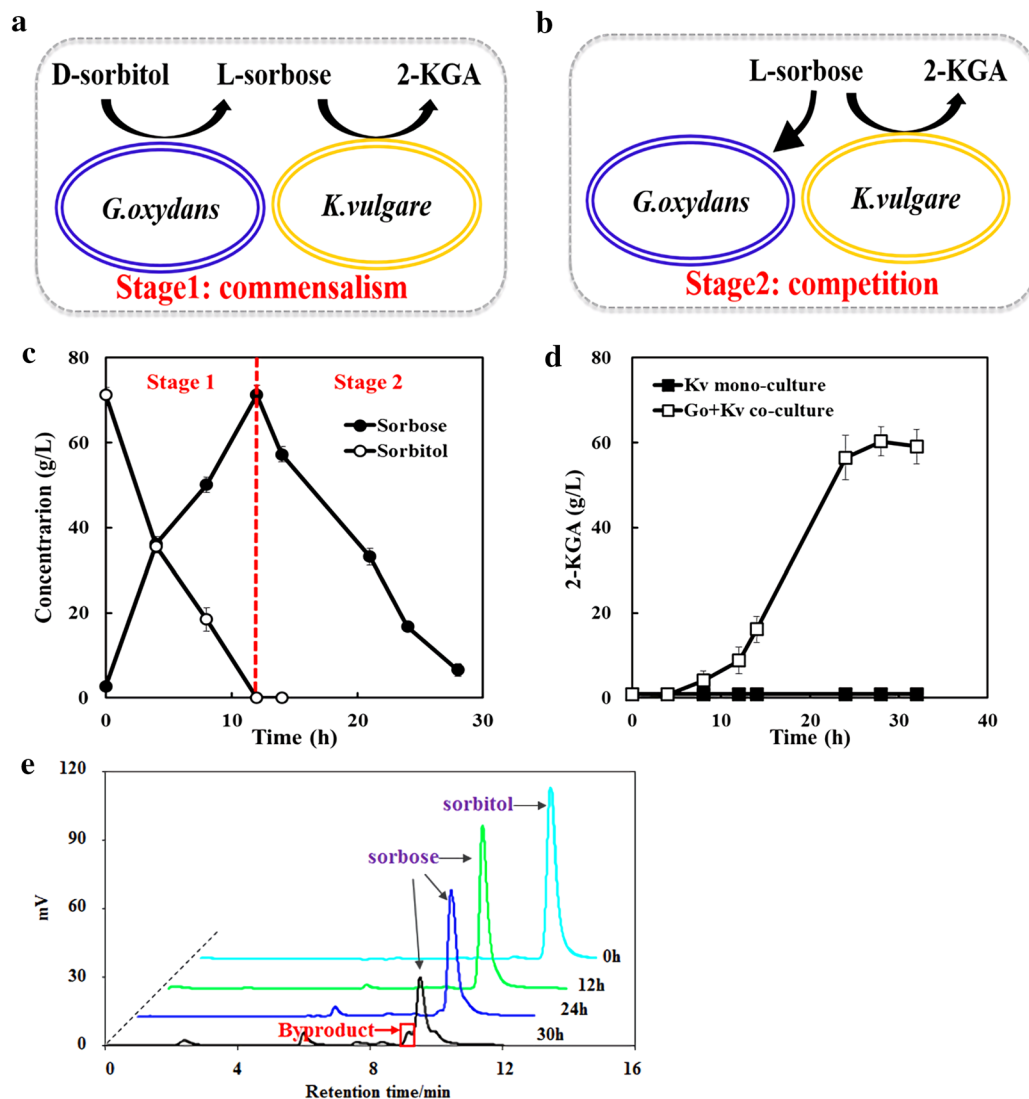 a
D-sorbitol L-sorbose 2-KGA
G.oxydans K.vulgare
Stage1: commensalism
b
L-sorbose 2-KGA
G.oxydans K.vulgare
Stage2: competition
c
80
60
40
20
0
Concentrarion (g/L)
Stage 1 Stage 2
Sorbose
Sorbitol
0 10 20 30
Time (h)
d
80
60
40
20
0
2-KGA (g/L)
Kv mono-culture
Go+Kv co-culture
0 10 20 30 40
Time (h)
e
120
90
60
30
0
mV
sorbitol
sorbose
Byproduct
0h
12h
24h
30h
0 4 8 12 16
Retention time/min